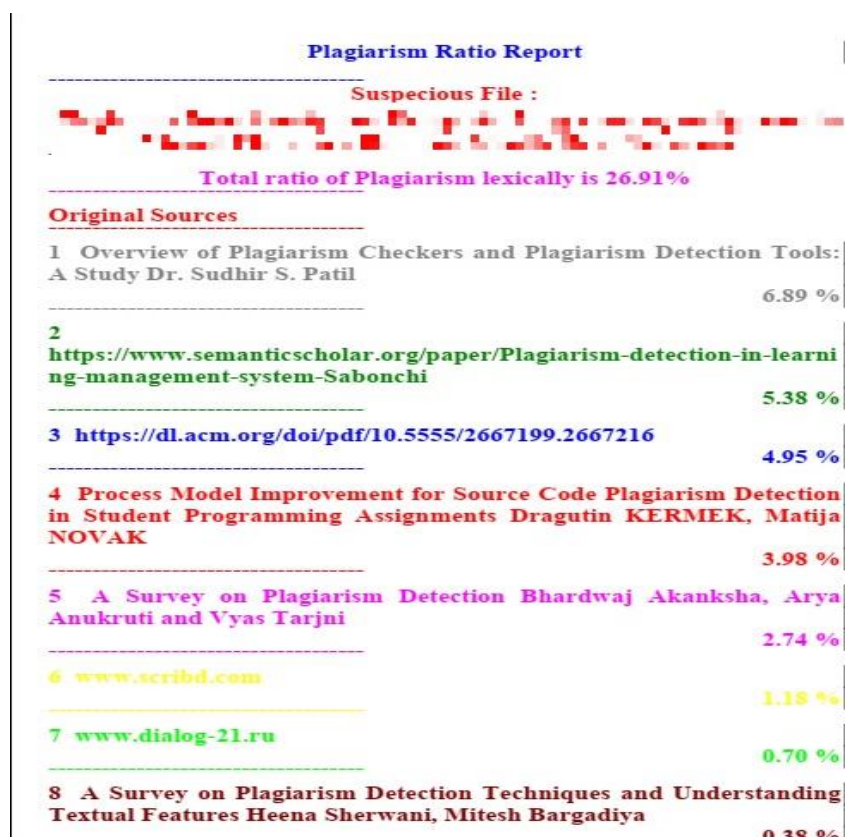 Plagiarism Ratio Report
Suspecious File :
Total ratio of Plagiarism lexically is 26.91%
Original Sources
1 Overview of Plagiarism Checkers and Plagiarism Detection Tools:
A Study Dr. Sudhir S. Patil
6.89 %
2
https://www.semanticscholar.org/paper/Plagiarism-detection-in-learni
ng-management-system-Sabonchi
5.38 %
3 https://dl.acm.org/doi/pdf/10.5555/2667199.2667216
4.95 %
4 Process Model Improvement for Source Code Plagiarism Detection
in Student Programming Assignments Dragutin KERMEK, Matija
NOVAK
3.98 %
5 A Survey on Plagiarism Detection Bhardwaj Akanksha, Arya
Anukruti and Vyas Tarjni
2.74 %
6 www.scribd.com
1.18 %
7 www.dialog-21.ru
0.70 %
8 A Survey on Plagiarism Detection Techniques and Understanding
Textual Features Heena Sherwani, Mitesh Bargadiya
0.38 %